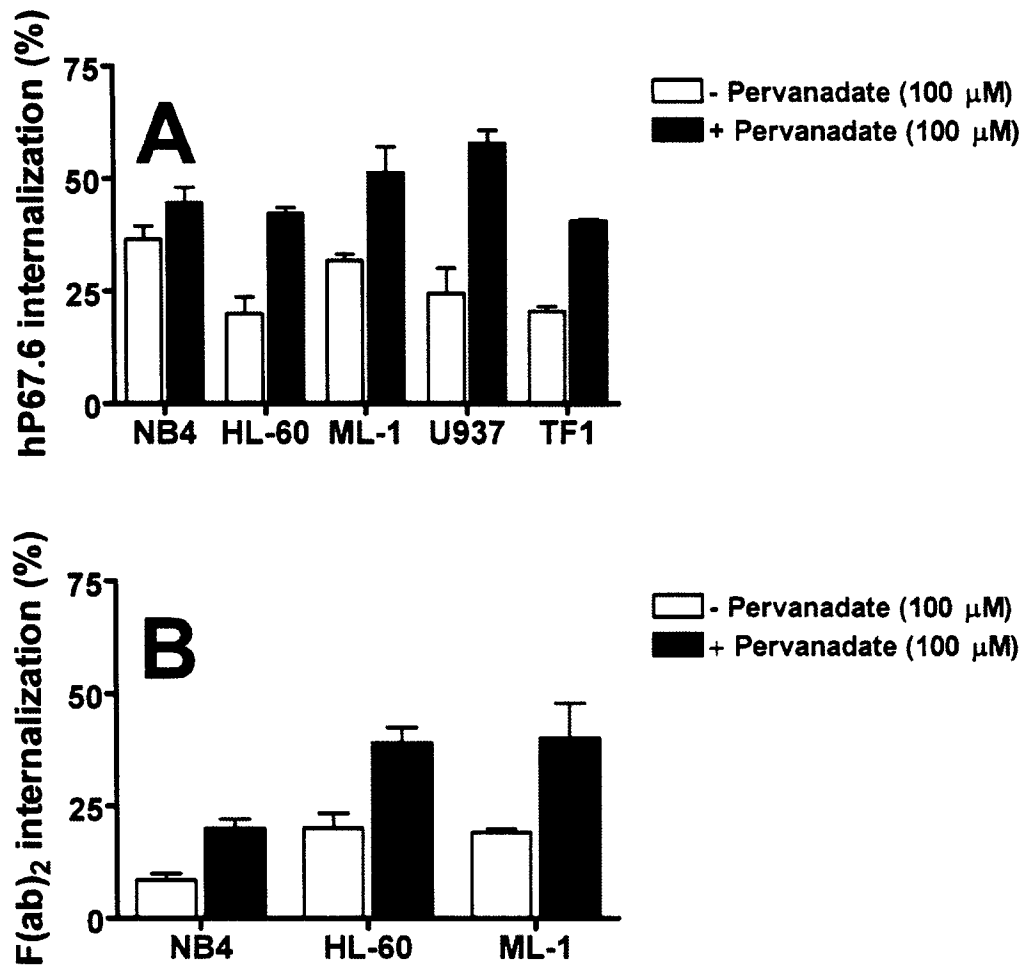 A
hP67.6 internalization (%)
75
50
25
0
NB4 HL-60 ML-1 U937 TF1
- Pervanadate (100 μM)
+ Pervanadate (100 μM)
B
F(ab)₂ internalization (%)
75
50
25
0
NB4 HL-60 ML-1
- Pervanadate (100 μM)
+ Pervanadate (100 μM)